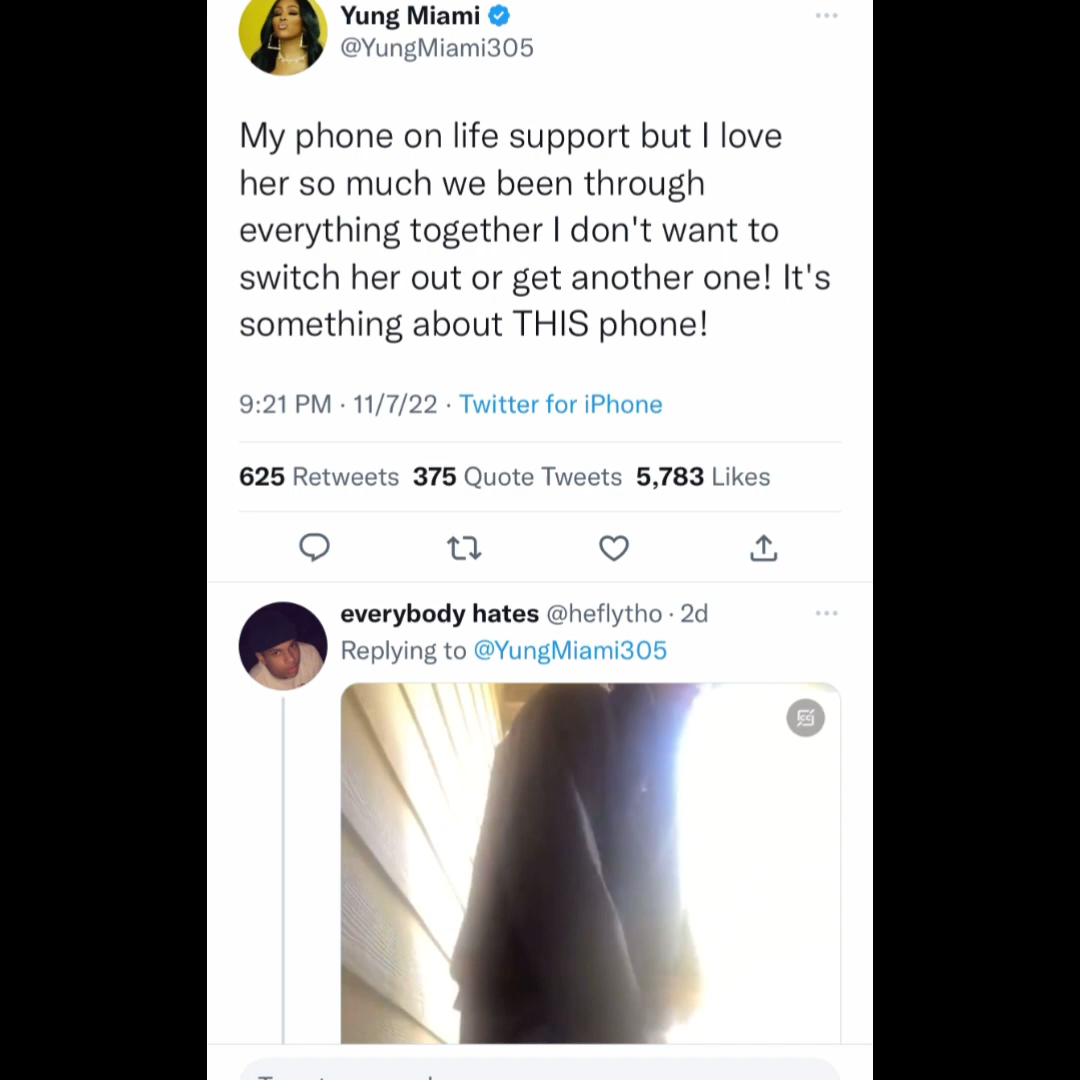 Yung Miami
@YungMiami305
My phone on life support but I love
her so much we been through
everything together I don't want to
switch her out or get another one! It's
something about THIS phone!
9:21 PM · 11/7/22 · Twitter for iPhone
625 Retweets 375 Quote Tweets 5,783 Likes
everybody hates @heflytho · 2d
Replying to @YungMiami305